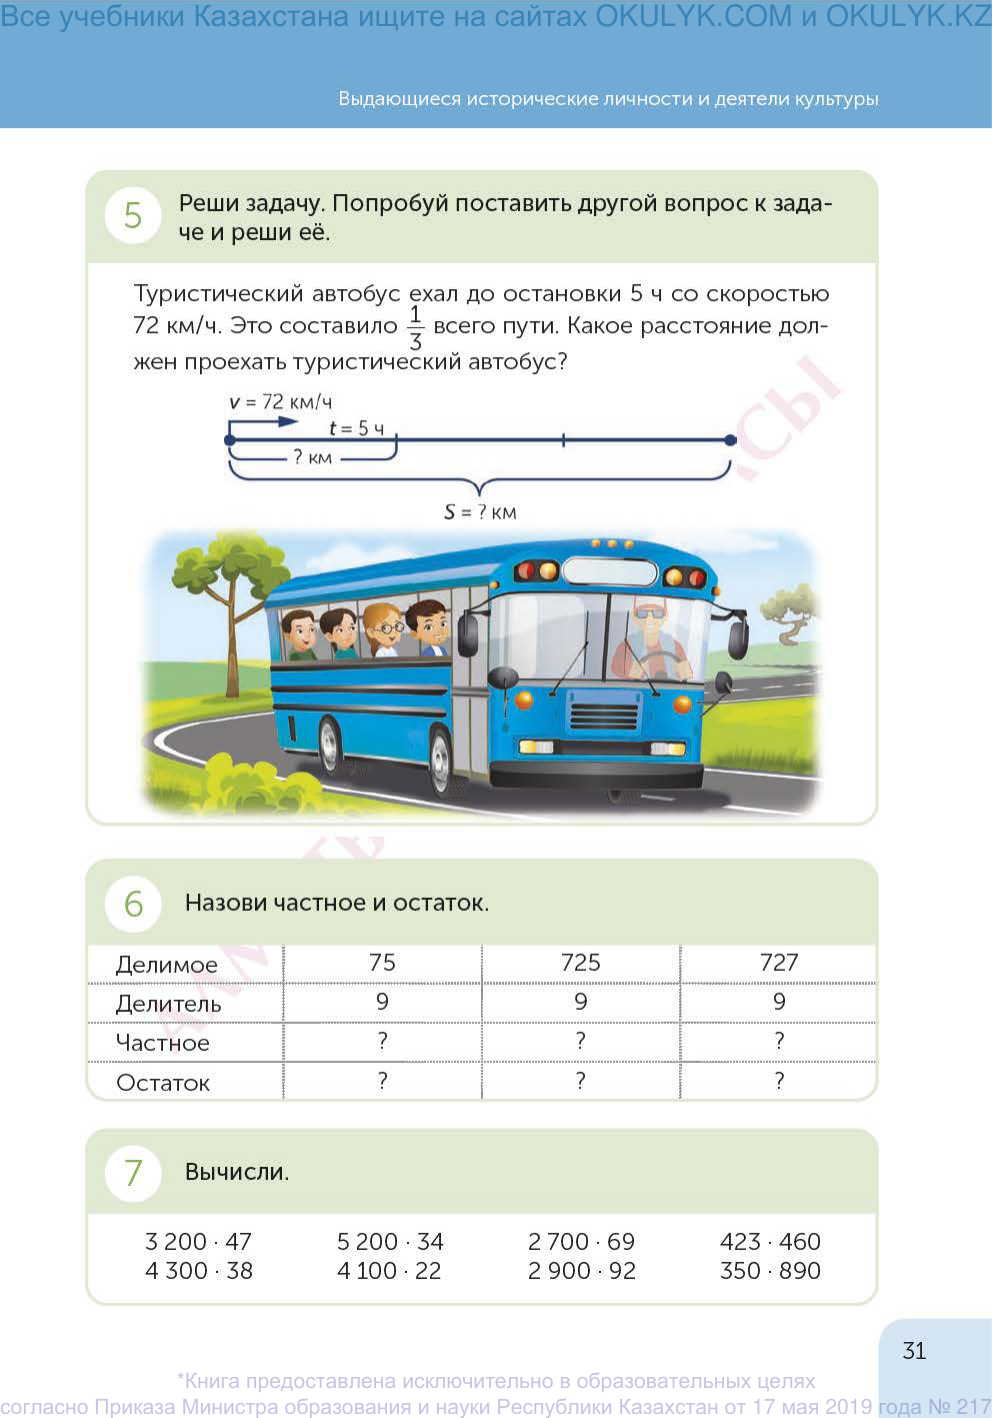 Все учебники Казахстана ищите на сайтах OKULYK.COM и OKULYK.KZ
Выдающиеся исторические личности и деятели культуры
5
Реши задачу. Попробуй поставить другой вопрос к зада-
че и реши её.
Туристический автобус ехал до остановки 5 ч со скоростью
72 км/ч. Это составило 1/3 всего пути. Какое расстояние дол-
жен проехать туристический автобус?
v = 72 км/ч
t = 5 ч
? км
S = ? км
6
Назови частное и остаток.
Делимое 75 725 727
Делитель 9 9 9
Частное ? ? ?
Остаток ? ? ?
7
Вычисли.
3 200 · 47 5 200 · 34 2 700 · 69 423 · 460
4 300 · 38 4 100 · 22 2 900 · 92 350 · 890
31
*Книга предоставлена исключительно в образовательных целях
согласно Приказа Министра образования и науки Республики Казахстан от 17 мая 2019 года № 217